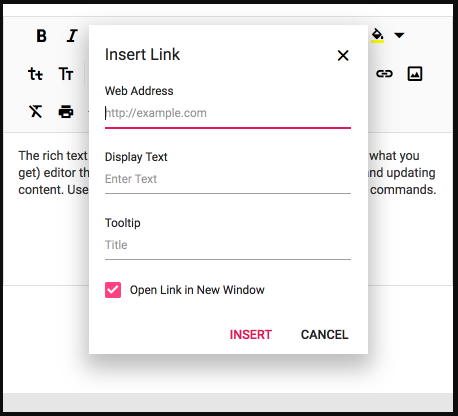 B I
Insert Link
Web Address
http://example.com
Display Text
Enter Text
Tooltip
Title
Open Link in New Window
INSERT CANCEL
The rich text what you
get) editor and updating
content. Use commands.